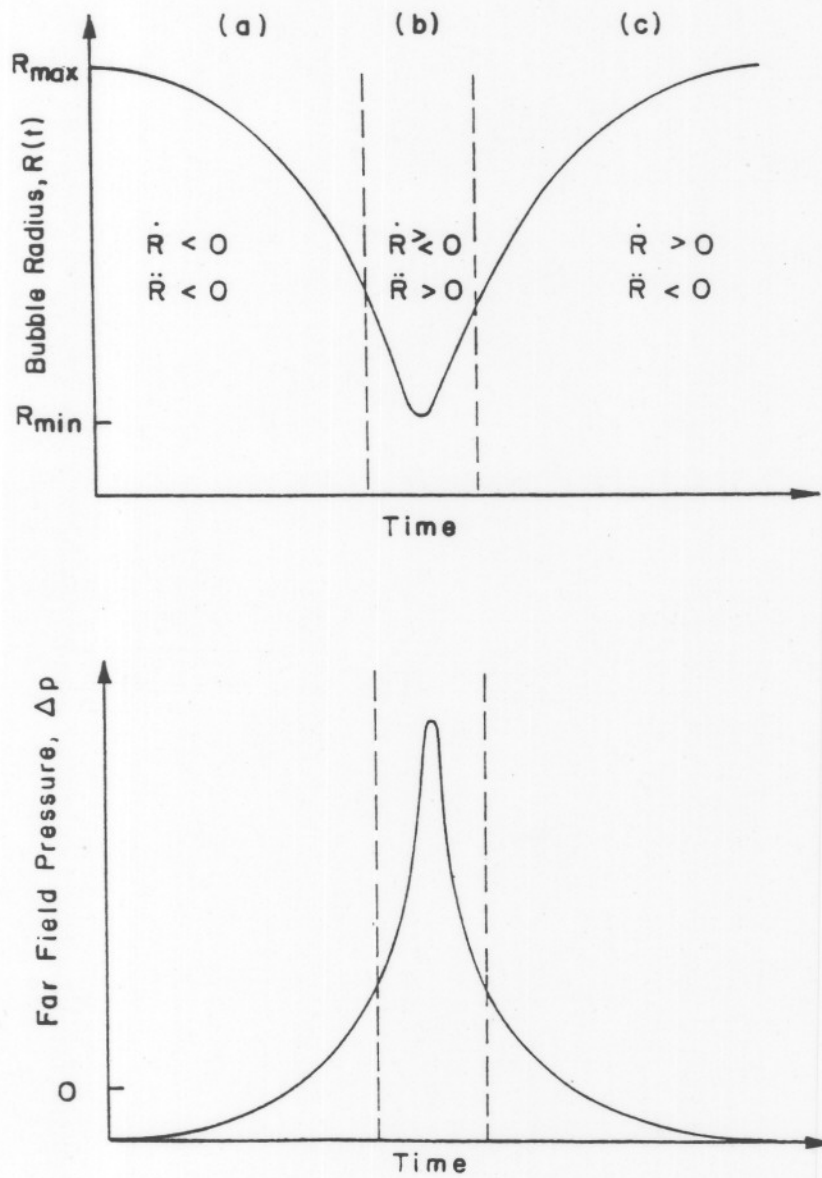 (a) (b) (c)
Rmax
Bubble Radius, R(t)
Ṙ < 0
R̈ < 0
Ṙ ≷ 0
R̈ > 0
Ṙ > 0
R̈ < 0
Rmin
Time
Far Field Pressure, Δp
0
Time